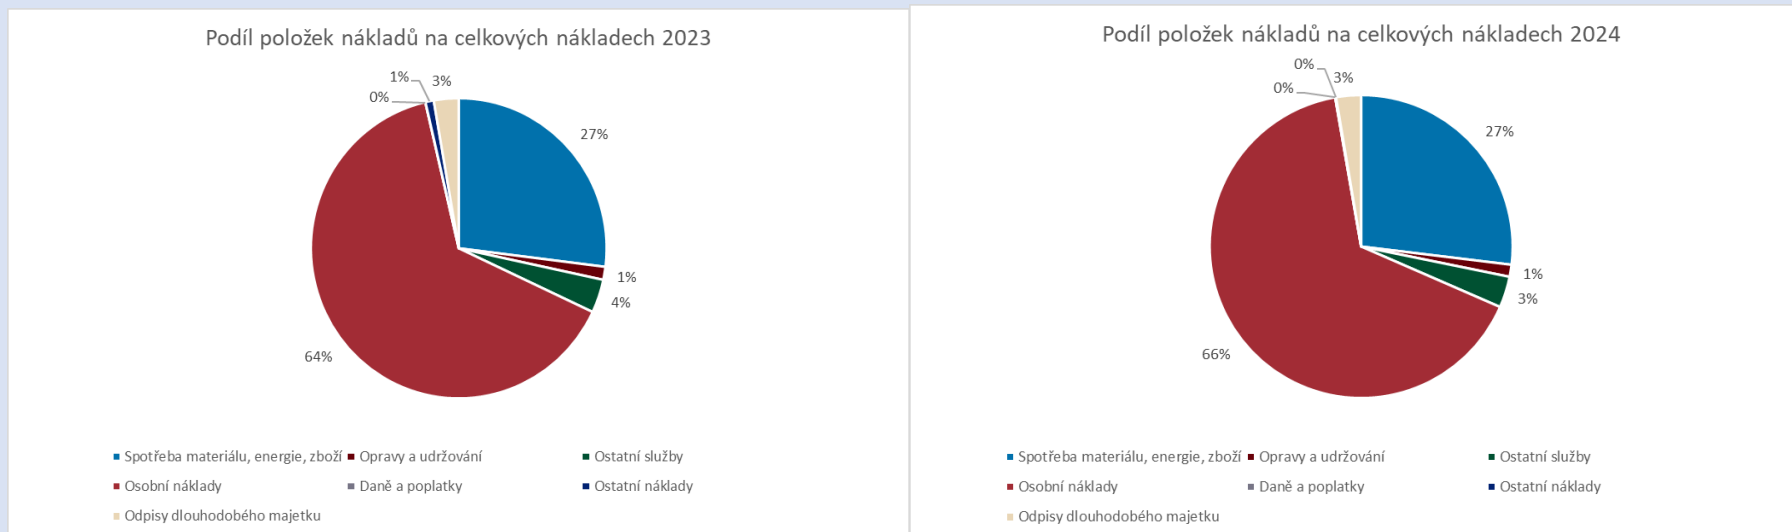 Podíl položek nákladů na celkových nákladech 2023
1%
3%
0%
27%
1%
4%
64%
Spotřeba materiálu, energie, zboží Opravy a udržování Ostatní služby
Osobní náklady Daně a poplatky Ostatní náklady
Odpisy dlouhodobého majetku
Podíl položek nákladů na celkových nákladech 2024
0%
3%
0%
27%
1%
3%
66%
Spotřeba materiálu, energie, zboží Opravy a udržování Ostatní služby
Osobní náklady Daně a poplatky Ostatní náklady
Odpisy dlouhodobého majetku